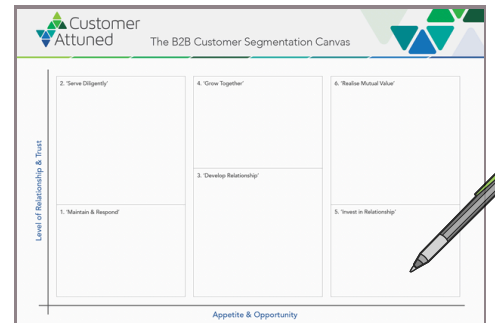 Customer
Attuned
The B2B Customer Segmentation Canvas
2. 'Serve Diligently'
4. 'Grow Together'
6. 'Realise Mutual Value'
3. 'Develop Relationship'
1. 'Maintain & Respond'
5. 'Invest in Relationship'
Level of Relationship & Trust
Appetite & Opportunity